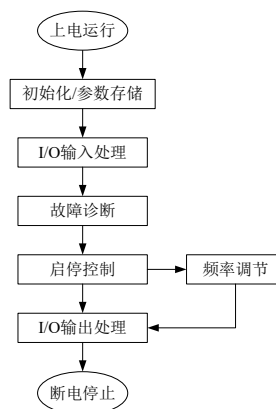 上电运行
初始化/参数存储
I/O输入处理
故障诊断
启停控制
频率调节
I/O输出处理
断电停止